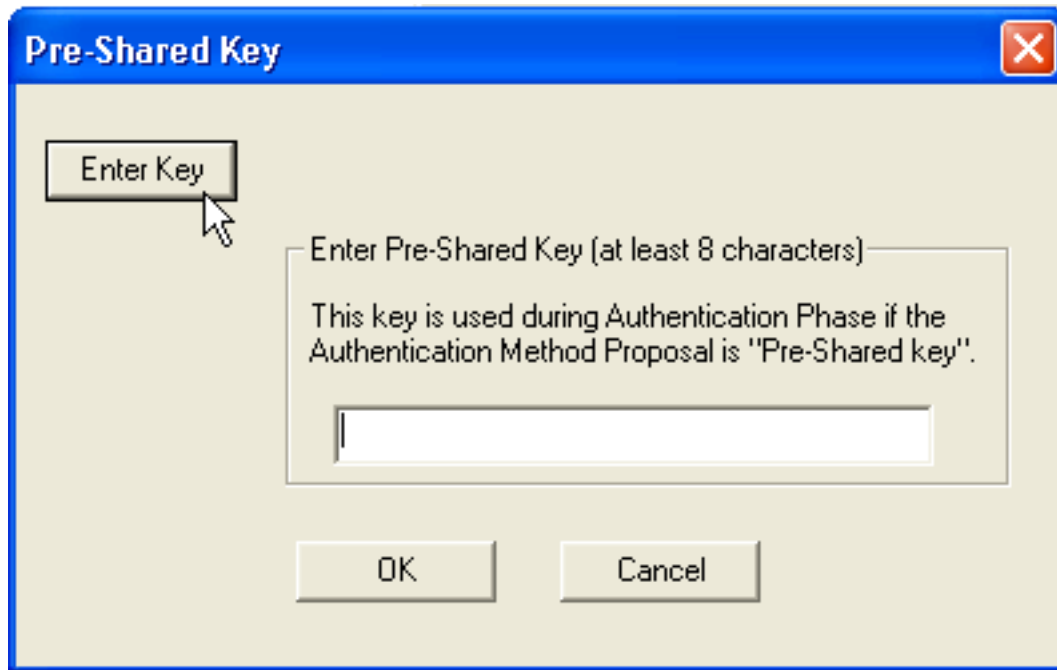 Pre-Shared Key
Enter Key
Enter Pre-Shared Key (at least 8 characters)
This key is used during Authentication Phase if the
Authentication Method Proposal is "Pre-Shared key".
OK
Cancel